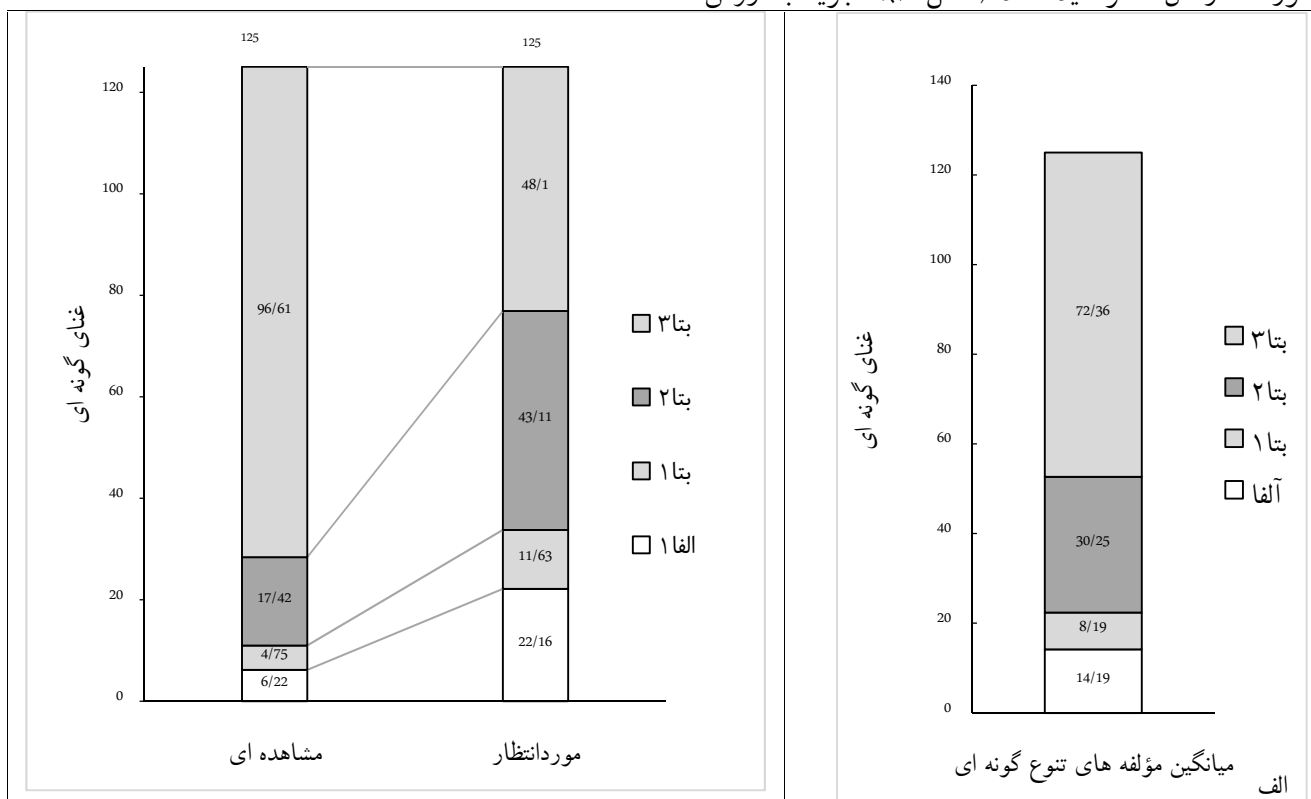 125
125
120
100
80
60
40
20
0
غنای گونه ای
96/61
17/42
4/75
6/22
48/1
43/11
11/63
22/16
بتا۳
بتا۲
بتا۱
الفا۱
مشاهده ای
موردانتظار
140
120
100
80
60
40
20
0
غنای گونه ای
72/36
30/25
8/19
14/19
بتا۳
بتا۲
بتا۱
آلفا
میانگین مؤلفه های تنوع گونه ای
الف